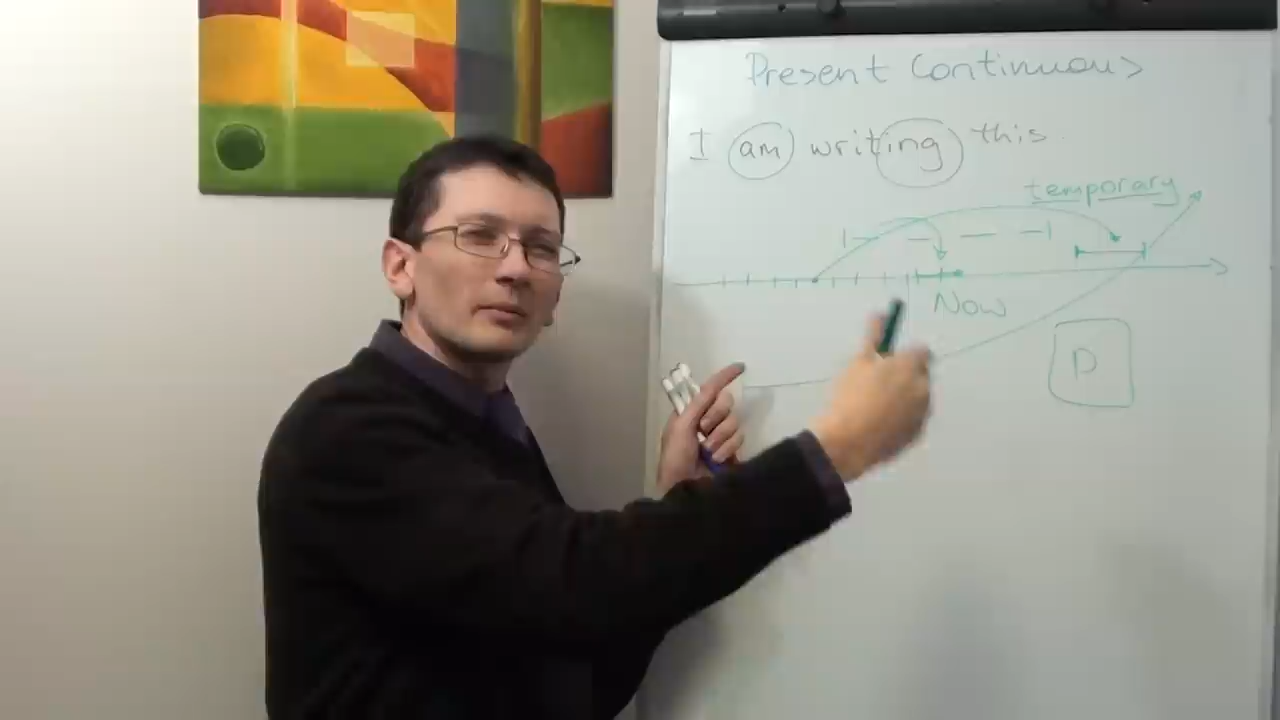 Present Continuous
I am writing this.
temporary
Now
D